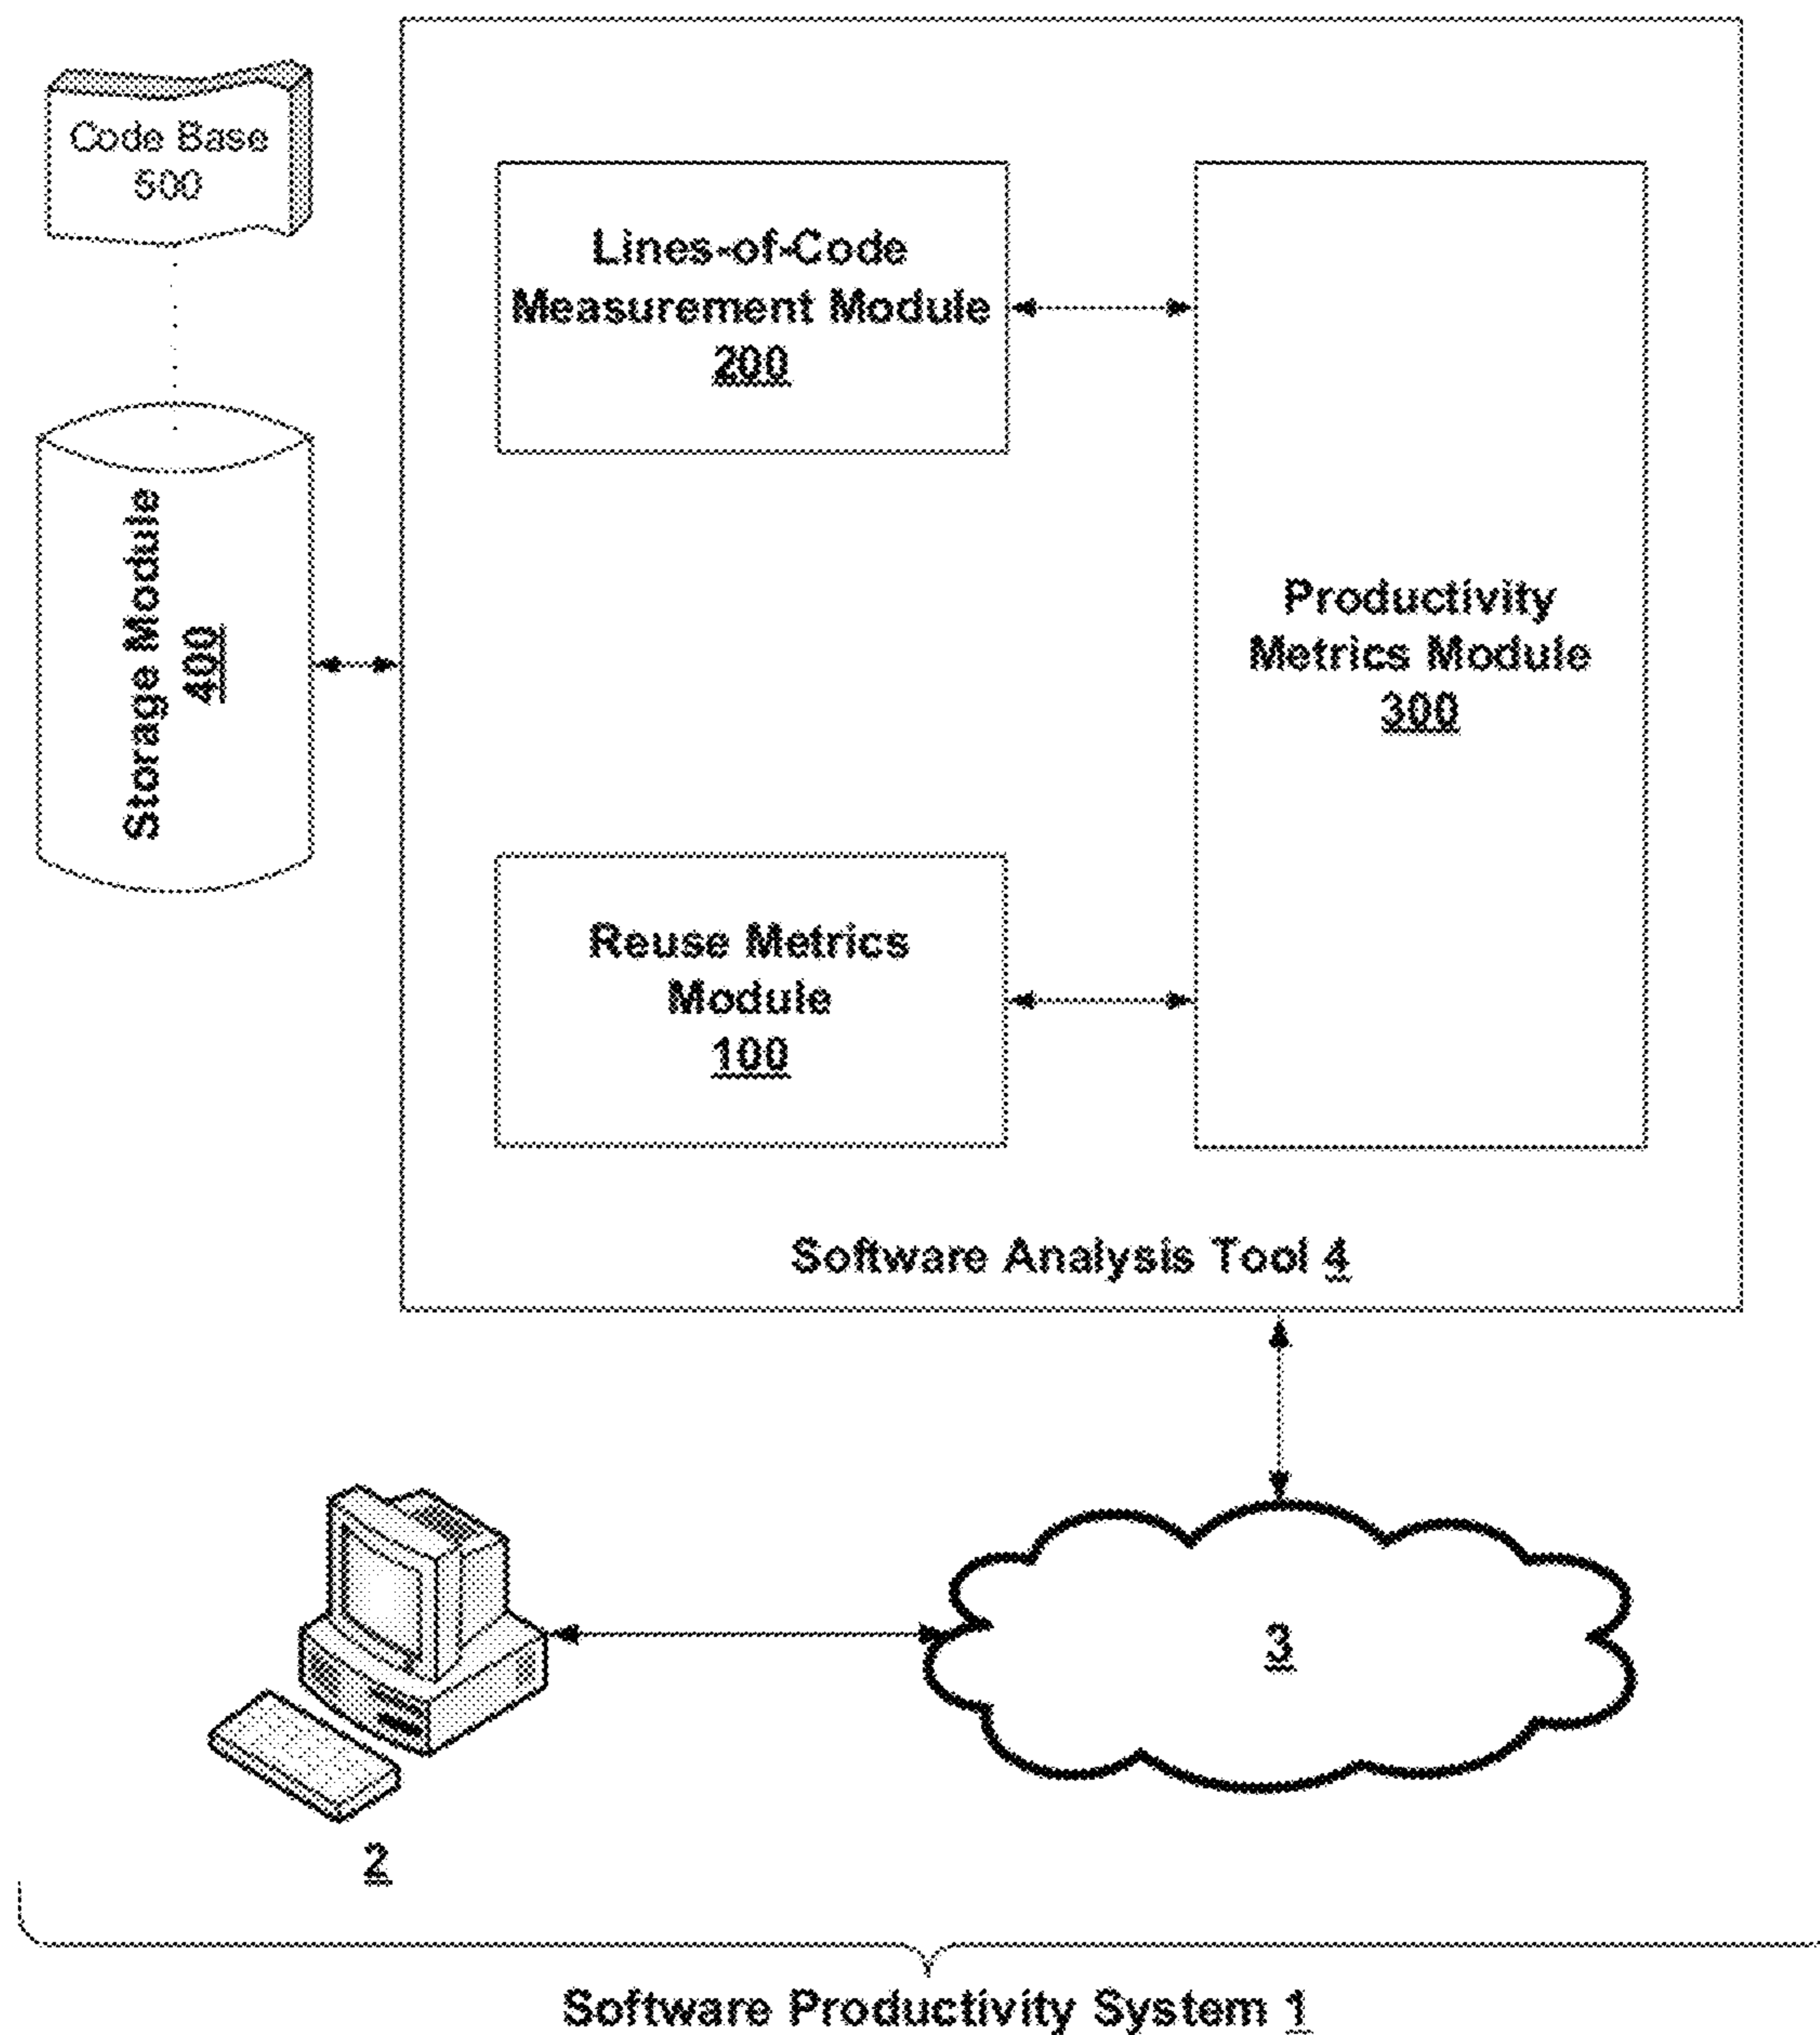 Code Base
500
Lines-of-Code
Measurement Module
200
Storage Module
400
Productivity
Metrics Module
300
Reuse Metrics
Module
100
Software Analysis Tool 4
3
2
Software Productivity System 1